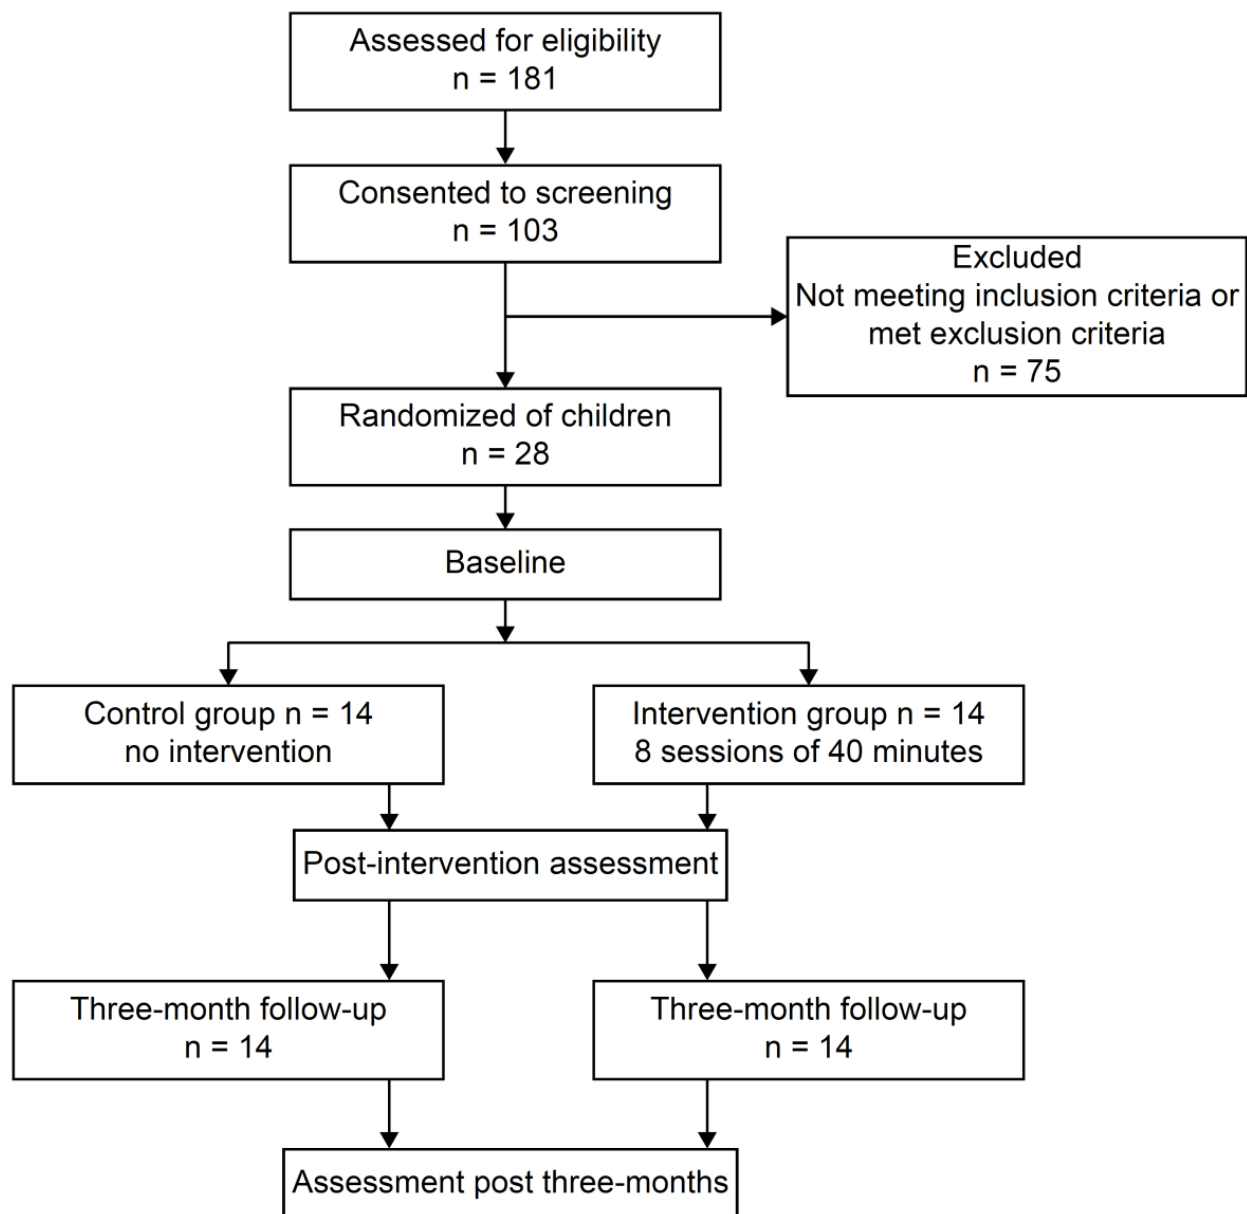 Assessed for eligibility
n = 181
Consented to screening
n = 103
Excluded
Not meeting inclusion criteria or
met exclusion criteria
n = 75
Randomized of children
n = 28
Baseline
Control group n = 14
no intervention
Intervention group n = 14
8 sessions of 40 minutes
Post-intervention assessment
Three-month follow-up
n = 14
Three-month follow-up
n = 14
Assessment post three-months